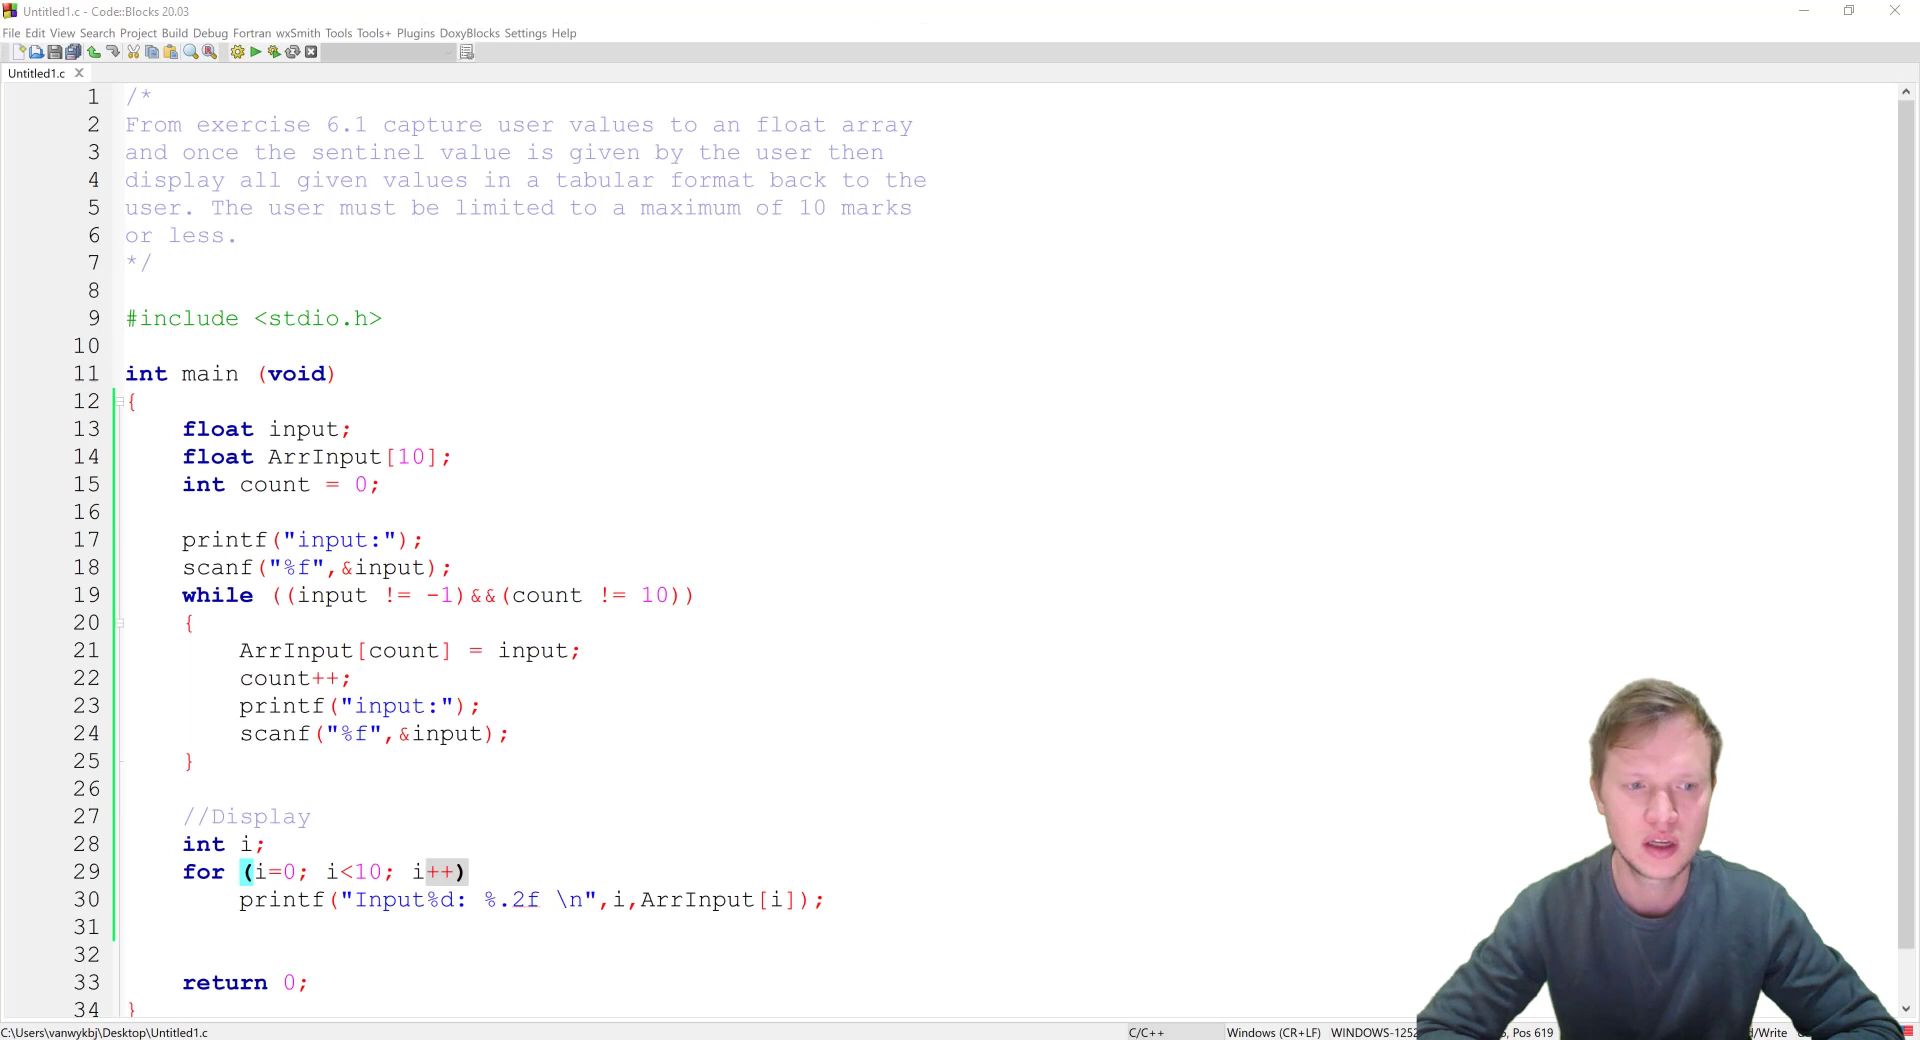 Untitled1.c - Code::Blocks 20.03
File Edit View Search Project Build Debug Fortran wxSmith Tools Tools+ Plugins DoxyBlocks Settings Help
Untitled1.c
1 /*
2 From exercise 6.1 capture user values to an float array
3 and once the sentinel value is given by the user then
4 display all given values in a tabular format back to the
5 user. The user must be limited to a maximum of 10 marks
6 or less.
7 */
8
9 #include <stdio.h>
10
11 int main (void)
12 {
13 float input;
14 float ArrInput[10];
15 int count = 0;
16
17 printf("input:");
18 scanf("%f",&input);
19 while ((input != -1)&&(count != 10))
20 {
21 ArrInput[count] = input;
22 count++;
23 printf("input:");
24 scanf("%f",&input);
25 }
26
27 //Display
28 int i;
29 for (i=0; i<10; i++)
30 printf("Input%d: %.2f \n",i,ArrInput[i]);
31
32
33 return 0;
34 }
C:\Users\vanwykbj\Desktop\Untitled1.c C/C++ Windows (CR+LF) WINDOWS-1252 Pos 619